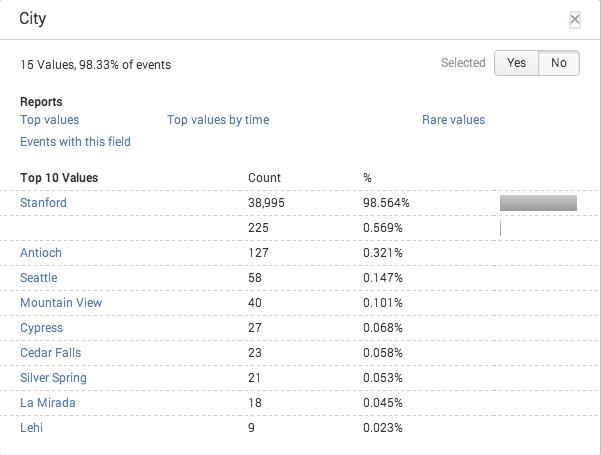 City
15 Values, 98.33% of events Selected Yes No
Reports
Top values Top values by time Rare values
Events with this field
Top 10 Values Count %
Stanford 38,995 98.564%
225 0.569%
Antioch 127 0.321%
Seattle 58 0.147%
Mountain View 40 0.101%
Cypress 27 0.068%
Cedar Falls 23 0.058%
Silver Spring 21 0.053%
La Mirada 18 0.045%
Lehi 9 0.023%